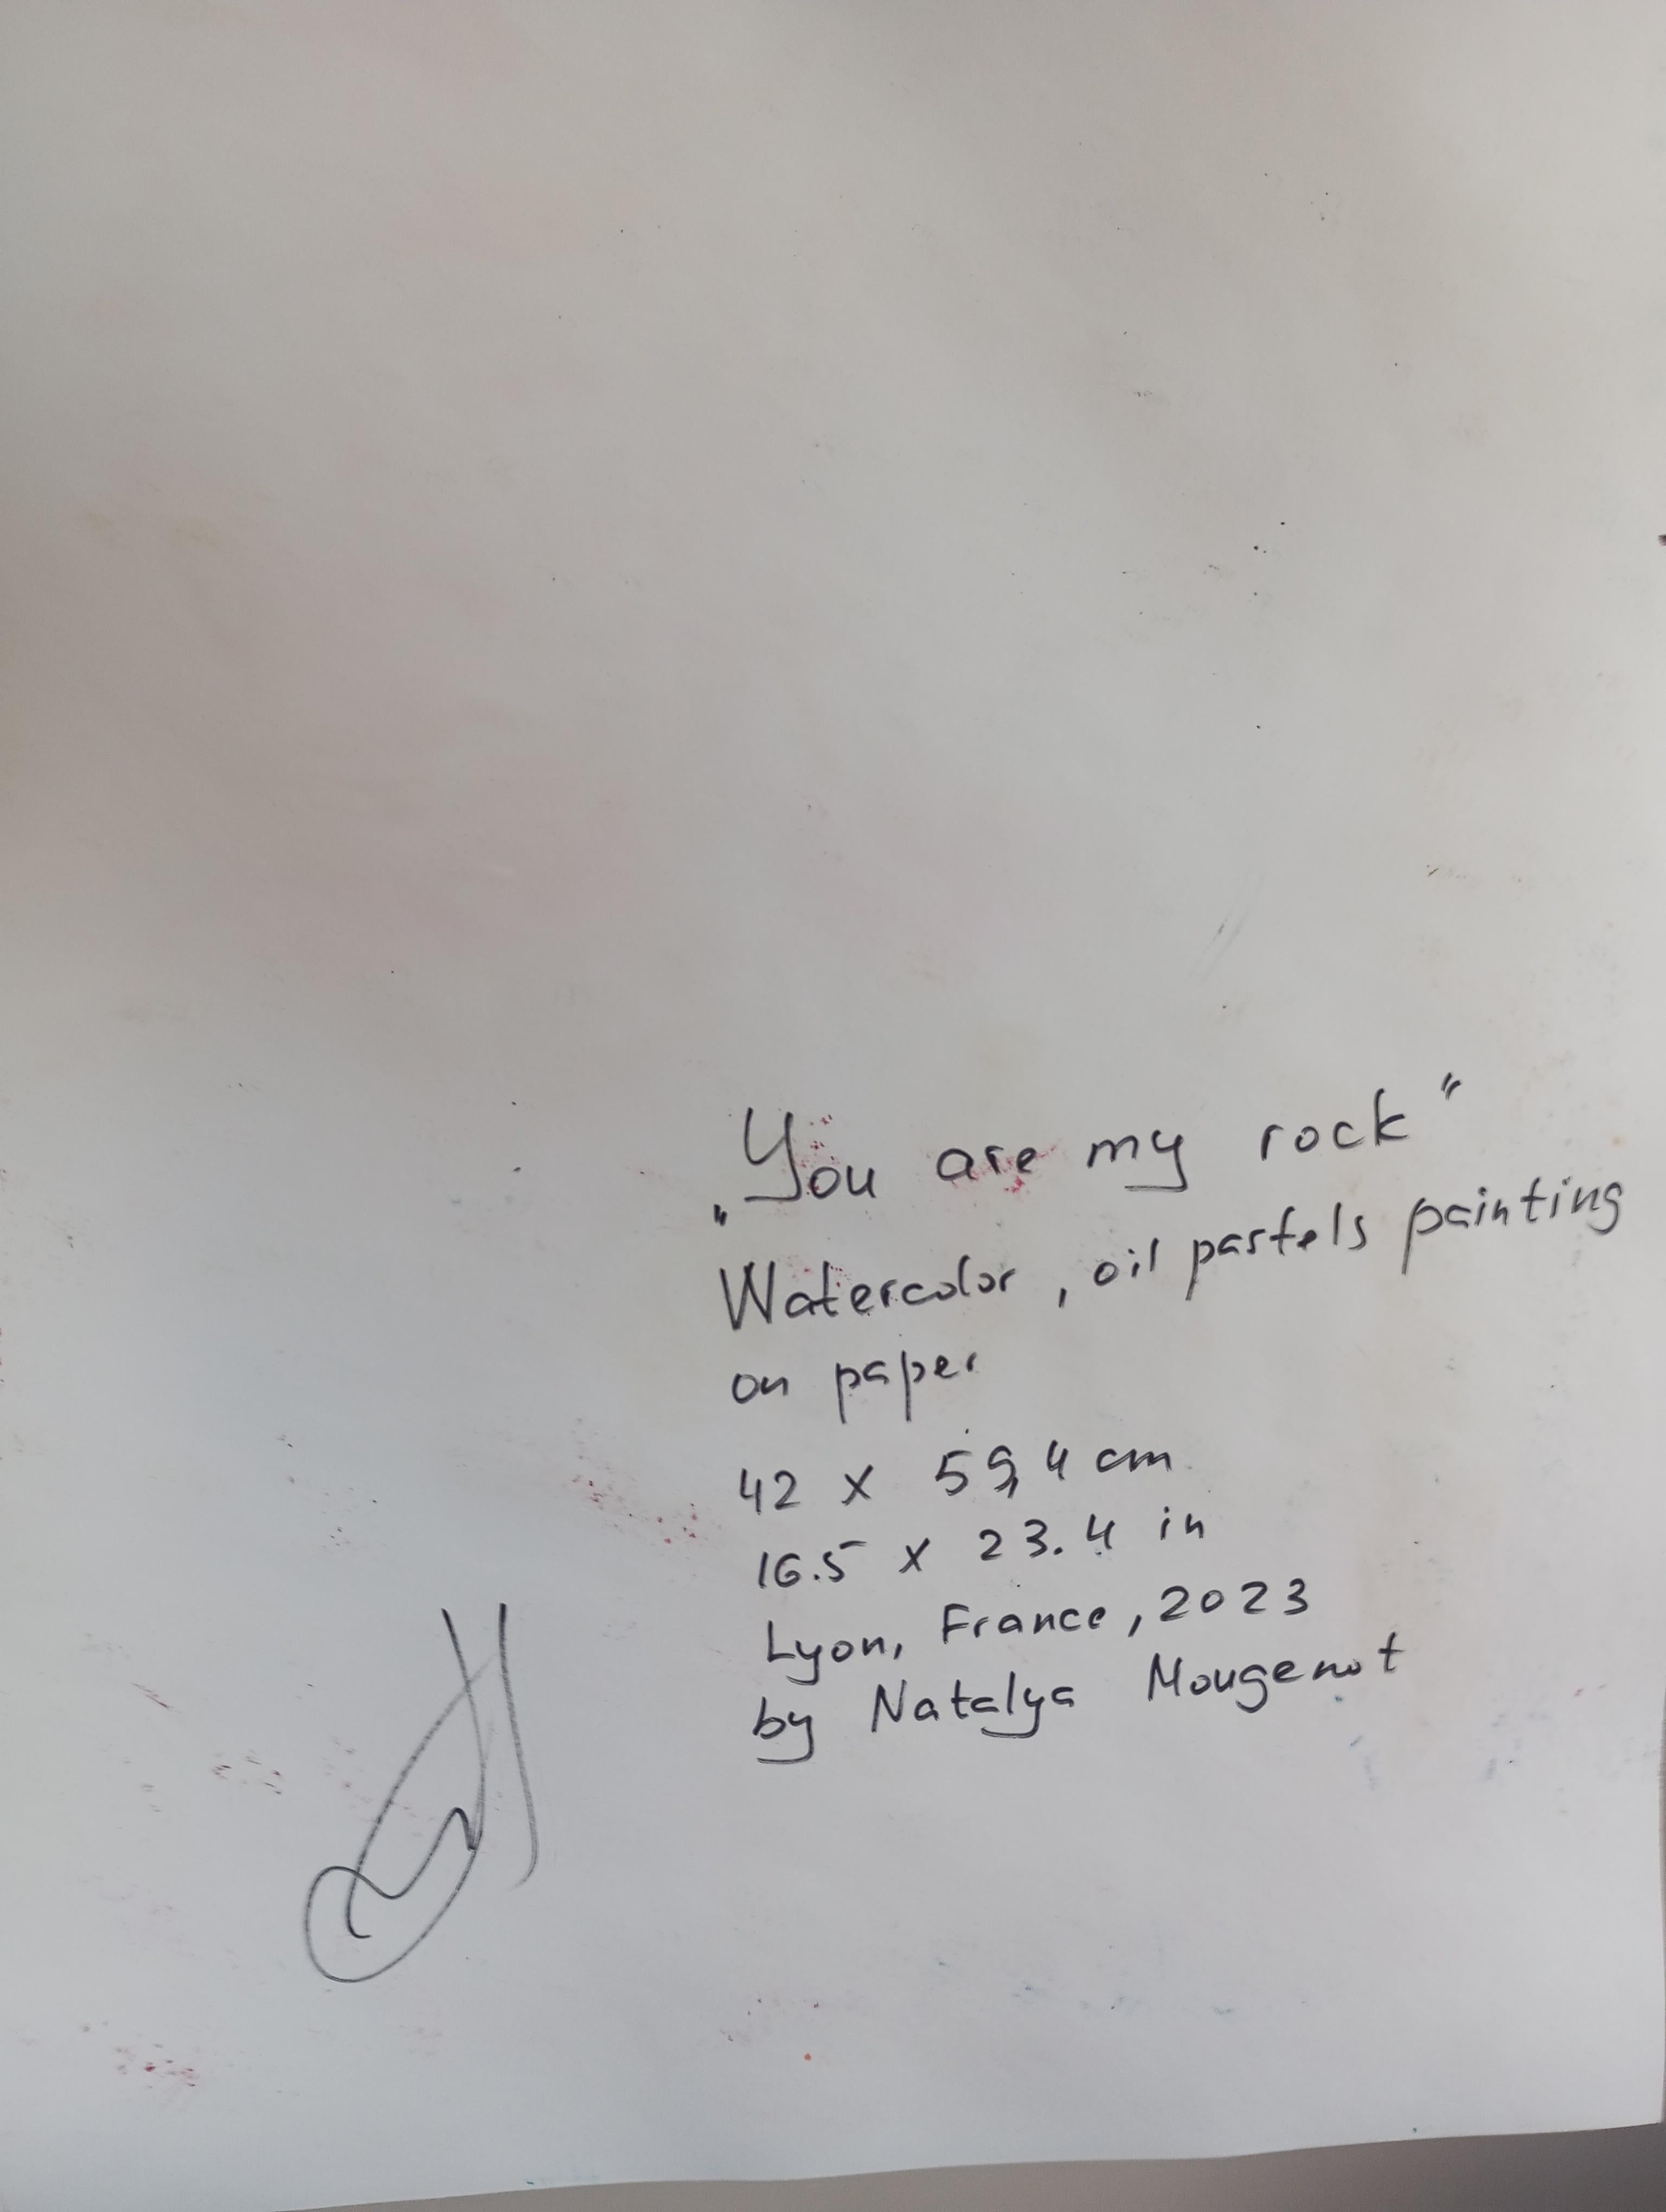 „You are my rock“
Watercolor, oil pastels painting
on paper
42 x 59,4 cm
16.5 x 23.4 in
Lyon, France, 2023
by Natalya Mougenot